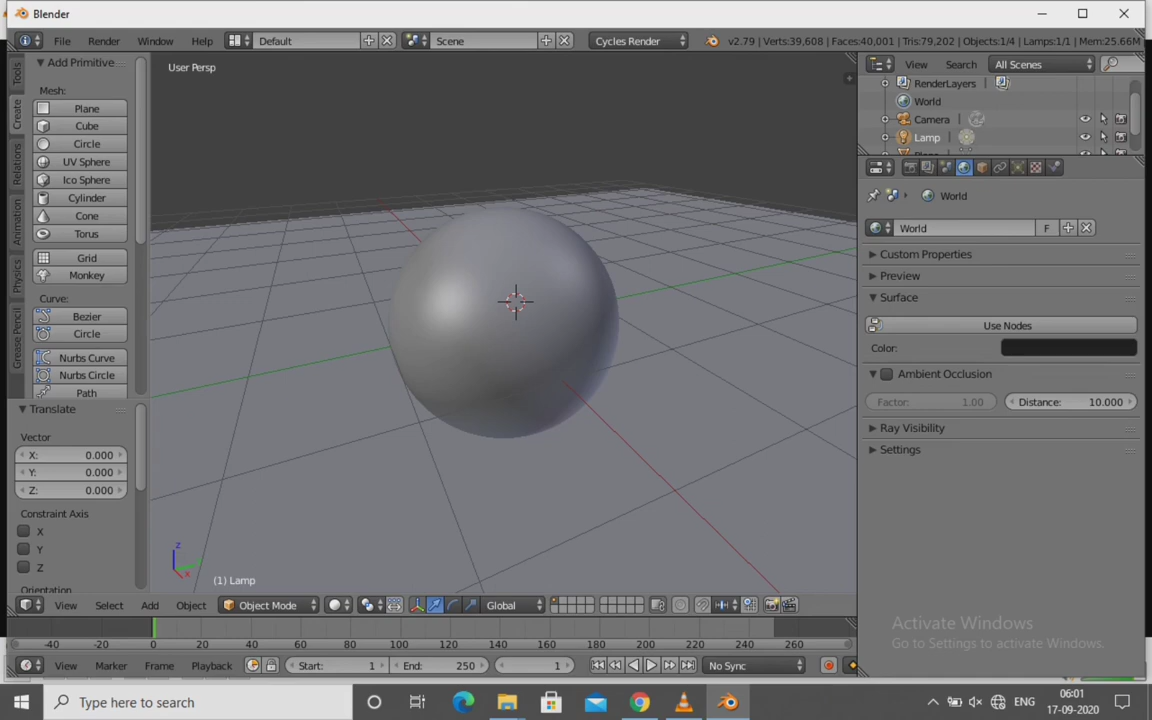 Blender
File Render Window Help Default Scene Cycles Render v2.79 | Verts:39,608 | Faces:40,001 | Tris:79,202 | Objects:1/4 | Lamps:1/1 | Mem:25.66M
Add Primitive
Mesh:
Plane
Cube
Circle
UV Sphere
Ico Sphere
Cylinder
Cone
Torus
Grid
Monkey
Curve:
Bezier
Circle
Nurbs Curve
Nurbs Circle
Path
Tools
Create
Relations
Animation
Physics
Grease Pencil
Translate
Vector
X: 0.000
Y: 0.000
Z: 0.000
Constraint Axis
X
Y
Z
Orientation
User Persp
z
x
(1) Lamp
View Select Add Object Object Mode Global
-40 -20 0 20 40 60 80 100 120 140 160 180 200 220 240 260
View Marker Frame Playback Start: 1 End: 250 1 No Sync
View Search All Scenes
RenderLayers
World
Camera
Lamp
World
World F
Custom Properties
Preview
Surface
Use Nodes
Color:
Ambient Occlusion
Factor: 1.00 Distance: 10.000
Ray Visibility
Settings
Activate Windows
Go to Settings to activate Windows.
Type here to search
ENG
06:01
17-09-2020